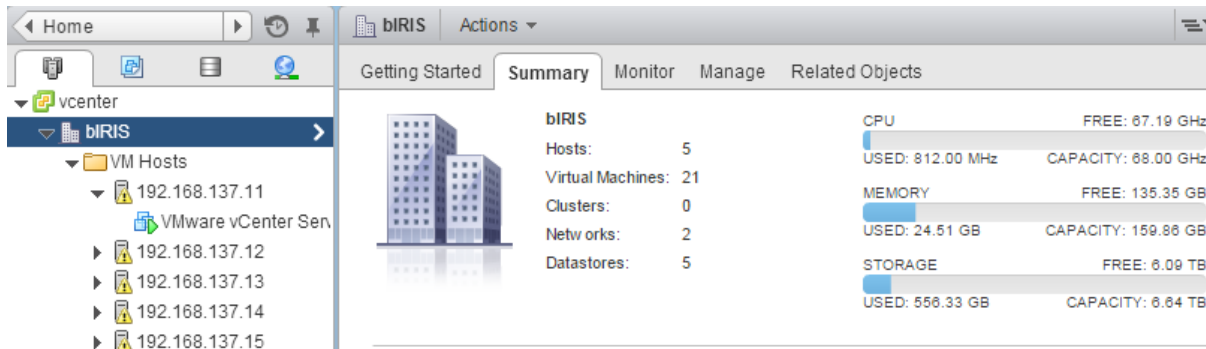 Home
vcenter
bIRIS
VM Hosts
192.168.137.11
VMware vCenter Serv
192.168.137.12
192.168.137.13
192.168.137.14
192.168.137.15
bIRIS Actions
Getting Started Summary Monitor Manage Related Objects
bIRIS
Hosts: 5
Virtual Machines: 21
Clusters: 0
Networks: 2
Datastores: 5
CPU FREE: 67.19 GHz
USED: 812.00 MHz CAPACITY: 68.00 GHz
MEMORY FREE: 135.35 GB
USED: 24.51 GB CAPACITY: 159.86 GB
STORAGE FREE: 6.09 TB
USED: 556.33 GB CAPACITY: 6.64 TB